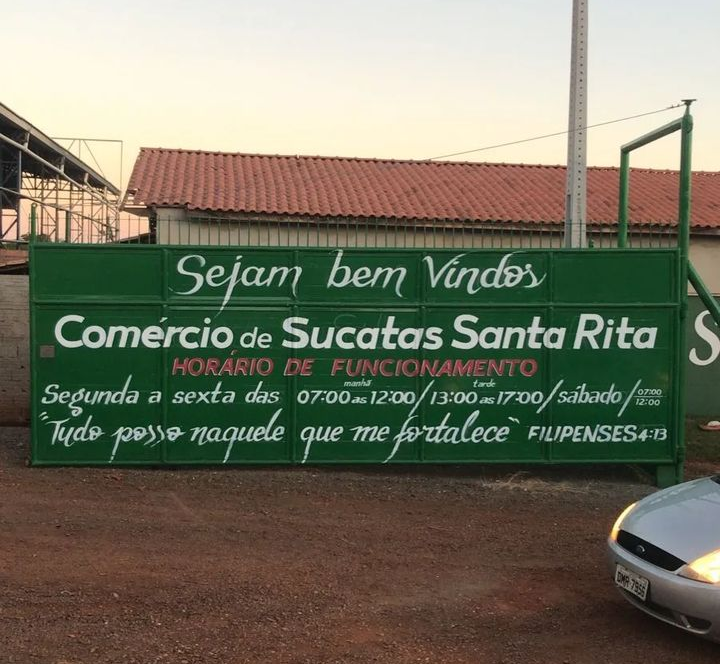 Sejam bem Vindos
Comércio de Sucatas Santa Rita
HORÁRIO DE FUNCIONAMENTO
manhã tarde
Segunda a sexta das 07:00 as 12:00/13:00 as 17:00/sábado/07:00 12:00
"Tudo posso naquele que me fortalece" FILIPENSES 4:13
S
DMR-7956